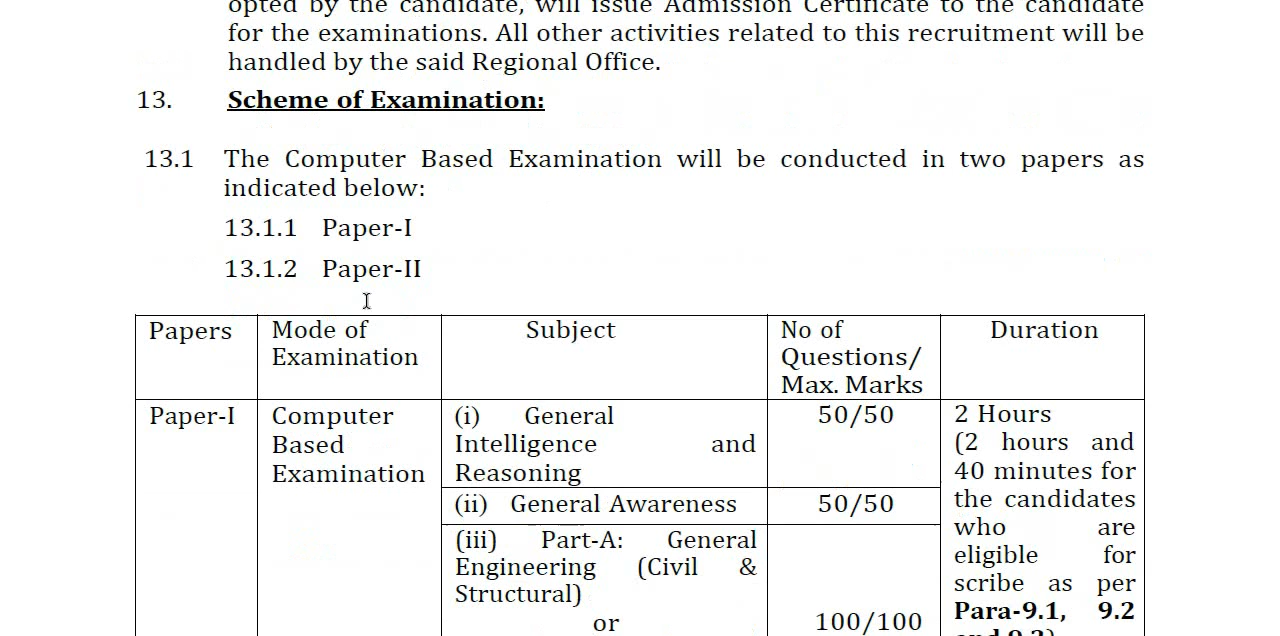 opted by the candidate, will issue Admission Certificate to the candidate
for the examinations. All other activities related to this recruitment will be
handled by the said Regional Office.
13. Scheme of Examination:
13.1 The Computer Based Examination will be conducted in two papers as
indicated below:
13.1.1 Paper-I
13.1.2 Paper-II
Papers
Mode of
Examination
Subject
No of
Questions/
Max. Marks
Duration
Paper-I
Computer
Based
Examination
(i) General
Intelligence and
Reasoning
50/50
(ii) General Awareness
50/50
(iii) Part-A: General
Engineering (Civil &
Structural)
or
100/100
2 Hours
(2 hours and
40 minutes for
the candidates
who are
eligible for
scribe as per
Para-9.1, 9.2
and 9.3)